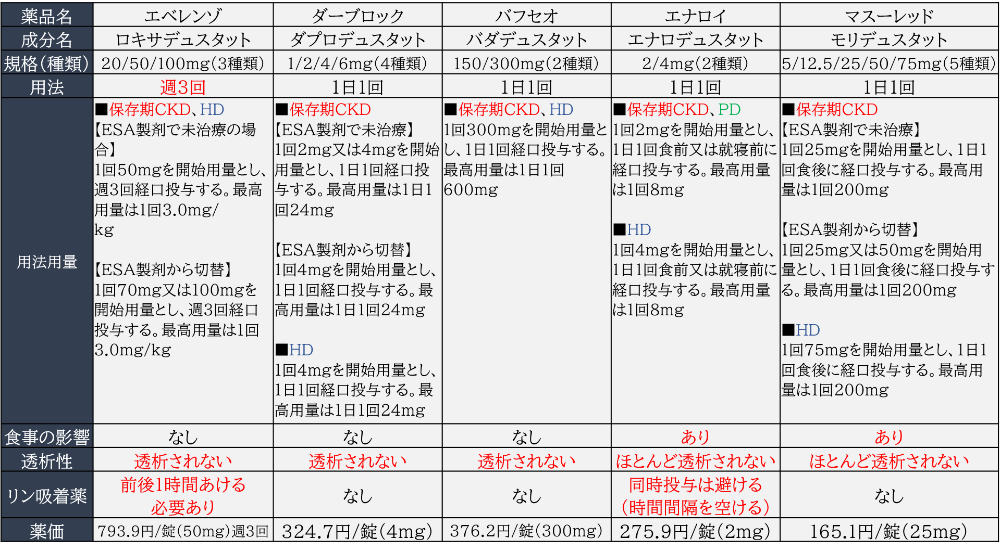 薬品名 エベレンゾ ダーブロック バフセオ エナロイ マスーレッド
成分名 ロキサデュスタット ダプロデュスタット バダデュスタット エナロデュスタット モリデュスタット
規格(種類) 20/50/100mg(3種類) 1/2/4/6mg(4種類) 150/300mg(2種類) 2/4mg(2種類) 5/12.5/25/50/75mg(5種類)
用法 週3回 1日1回 1日1回 1日1回 1日1回
用法用量
■保存期CKD、HD
【ESA製剤で未治療の場
合】
1回50mgを開始用量とし、
週3回経口投与する。最高
用量は1回3.0mg/
kg
【ESA製剤から切替】
1回70mg又は100mgを
開始用量とし、週3回経口
投与する。最高用量は1回
3.0mg/kg
■保存期CKD
【ESA製剤で未治療】
1回2mg又は4mgを開始
用量とし、1日1回経口投
与する。最高用量は1日1
回24mg
【ESA製剤から切替】
1回4mgを開始用量とし、
1日1回経口投与する。最
高用量は1日1回24mg
■HD
1回4mgを開始用量とし、
1日1回経口投与する。最
高用量は1日1回24mg
■保存期CKD、HD
1回300mgを開始用量と
し、1日1回経口投与する。
最高用量は1日1回
600mg
■保存期CKD、PD
1回2mgを開始用量とし、
1日1回食前又は就寝前に
経口投与する。最高用量
は1回8mg
■HD
1回4mgを開始用量とし、
1日1回食前又は就寝前に
経口投与する。最高用量
は1回8mg
■保存期CKD
【ESA製剤で未治療】
1回25mgを開始用量とし、1日1
回食後に経口投与する。最高用
量は1回200mg
【ESA製剤から切替】
1回25mg又は50mgを開始用
量とし、1日1回食後に経口投与す
る。最高用量は1回200mg
■HD
1回75mgを開始用量とし、1日1
回食後に経口投与する。最高用
量は1回200mg
食事の影響 なし なし なし あり あり
透析性 透析されない 透析されない 透析されない ほとんど透析されない ほとんど透析されない
リン吸着薬
前後1時間あける
必要あり
なし
なし
同時投与は避ける
(時間間隔を空ける)
なし
薬価 793.9円/錠(50mg)週3回 324.7円/錠(4mg) 376.2円/錠(300mg) 275.9円/錠(2mg) 165.1円/錠(25mg)